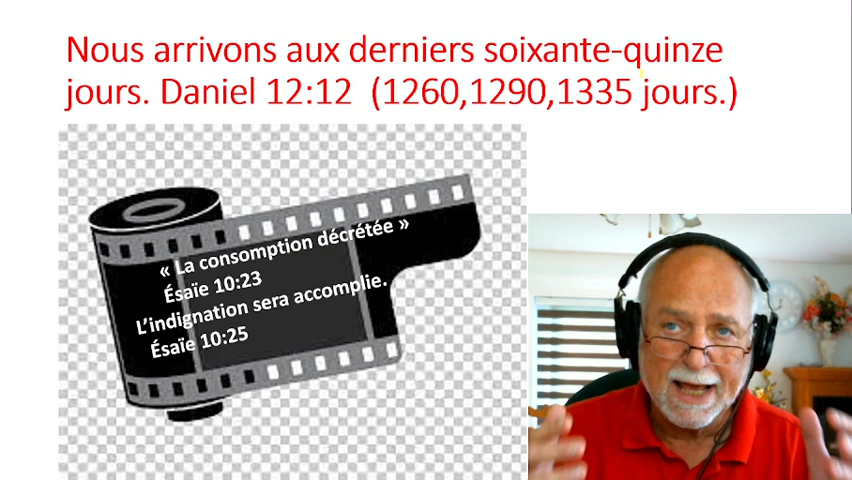 Nous arrivons aux derniers soixante-quinze
jours. Daniel 12:12 (1260,1290,1335 jours.)
« La consomption décrétée »
Ésaïe 10:23
L'indignation sera accomplie.
Ésaïe 10:25